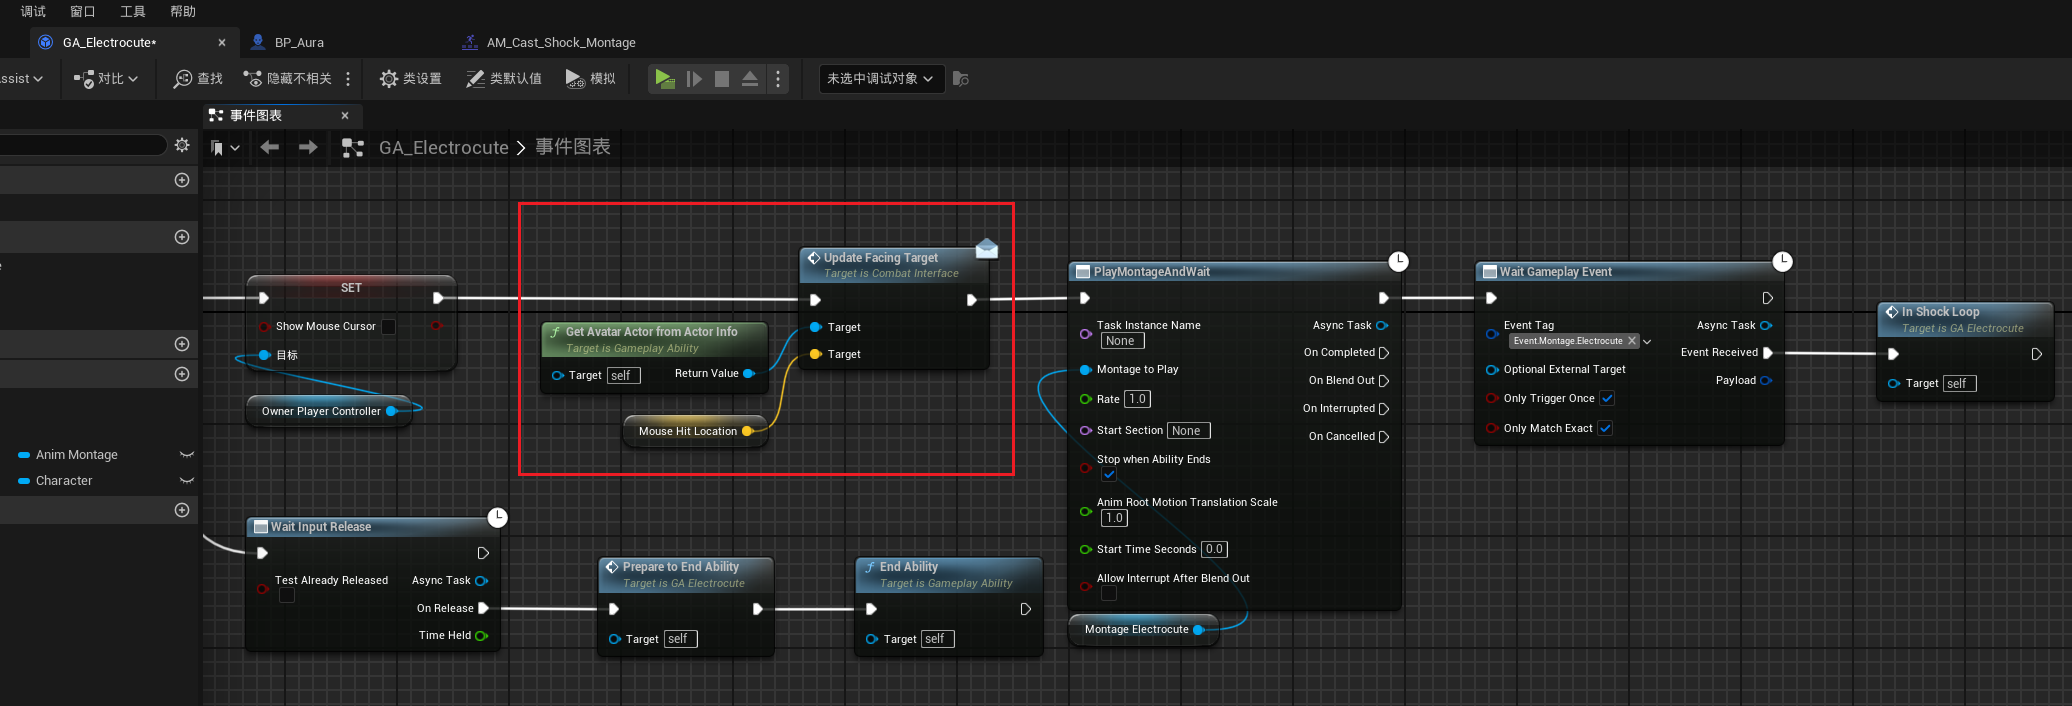 调试 窗口 工具 帮助
GA_Electrocute* BP_Aura AM_Cast_Shock_Montage
ssist 对比 查找 隐藏不相关 类设置 类默认值 模拟 未选中调试对象
事件图表
GA_Electrocute > 事件图表
SET
Show Mouse Cursor
目标
Owner Player Controller
Get Avatar Actor from Actor Info
Target is Gameplay Ability
Target self Return Value
Mouse Hit Location
Update Facing Target
Target is Combat Interface
Target
Target
PlayMontageAndWait
Task Instance Name Async Task
None
On Completed
Montage to Play
On Blend Out
Rate 1.0
On Interrupted
Start Section None
On Cancelled
Stop when Ability Ends
Anim Root Motion Translation Scale
1.0
Start Time Seconds 0.0
Allow Interrupt After Blend Out
Montage Electrocute
Wait Gameplay Event
Event Tag Async Task
Event.Montage.Electrocute
Event Received
Optional External Target
Payload
Only Trigger Once
Only Match Exact
In Shock Loop
Target is GA Electrocute
Target self
Anim Montage
Character
Wait Input Release
Test Already Released Async Task
On Release
Time Held
Prepare to End Ability
Target is GA Electrocute
Target self
End Ability
Target is Gameplay Ability
Target self